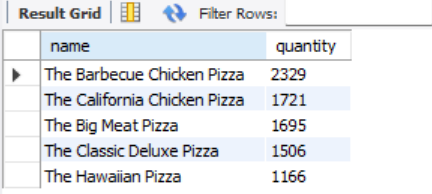 Result Grid Filter Rows:
name quantity
The Barbecue Chicken Pizza 2329
The California Chicken Pizza 1721
The Big Meat Pizza 1695
The Classic Deluxe Pizza 1506
The Hawaiian Pizza 1166